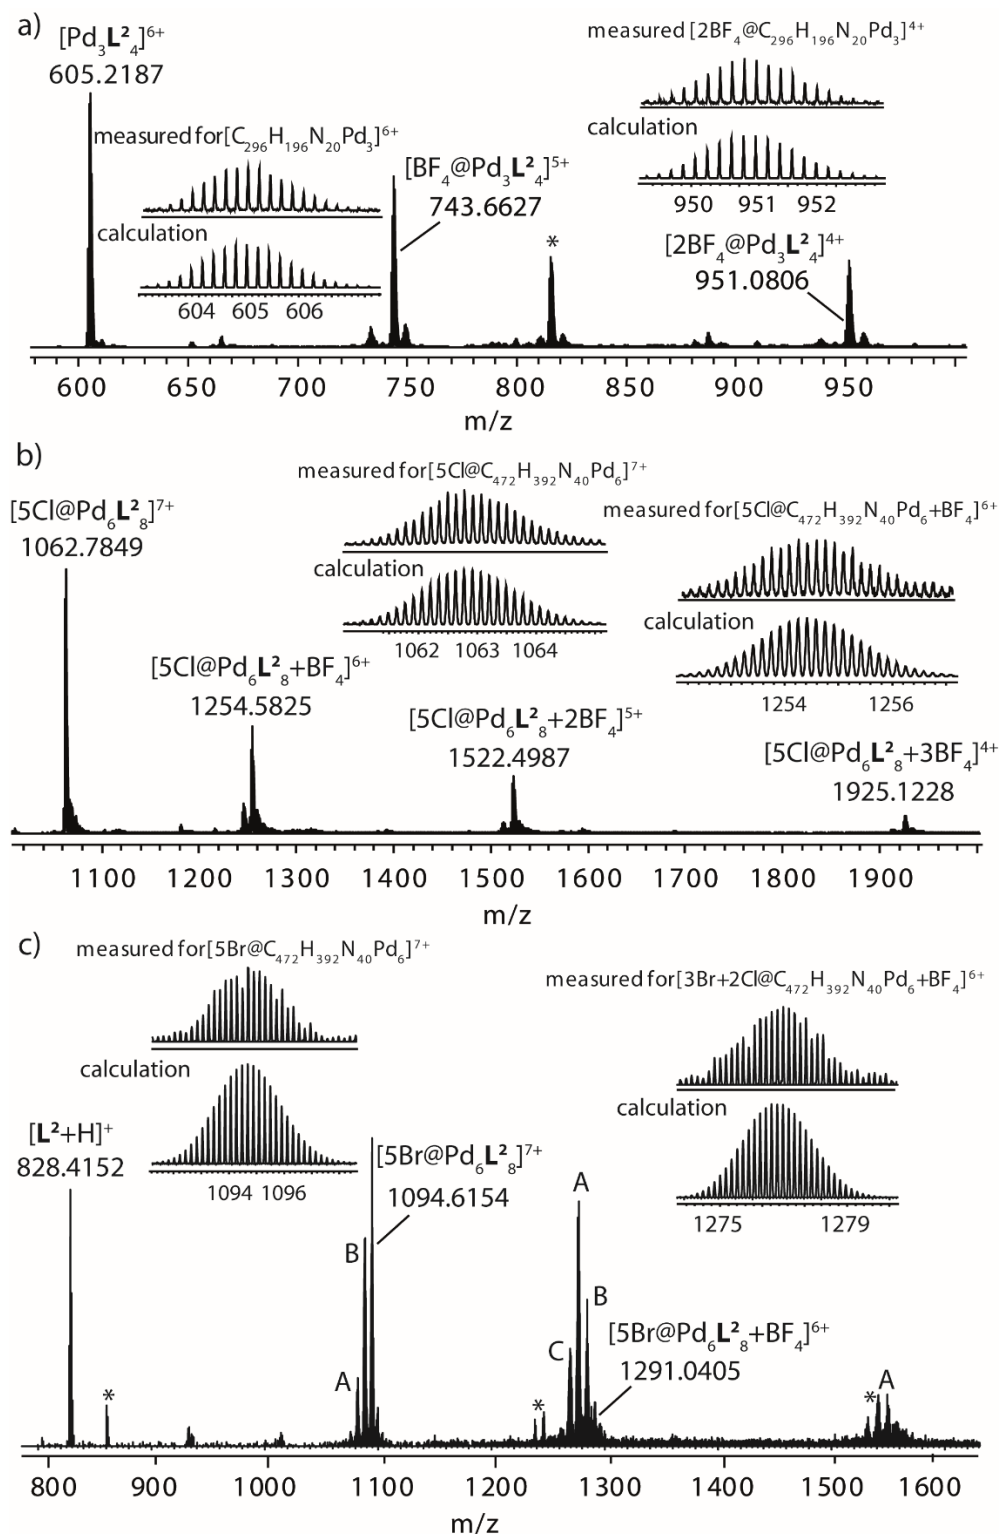 a)
[Pd₃L²₄]⁶⁺
605.2187
measured [2BF₄@C₂₉₆H₁₉₆N₂₀Pd₃]⁴⁺
measured for[C₂₉₆H₁₉₆N₂₀Pd₃]⁶⁺
calculation
950 951 952
[BF₄@Pd₃L²₄]⁵⁺
743.6627
calculation
604 605 606
*
[2BF₄@Pd₃L²₄]⁴⁺
951.0806
600 650 700 750 800 850 900 950
m/z
b)
measured for[5Cl@C₄₇₂H₃₉₂N₄₀Pd₆]⁷⁺
[5Cl@Pd₆L²₈]⁷⁺
1062.7849
measured for[5Cl@C₄₇₂H₃₉₂N₄₀Pd₆+BF₄]⁶⁺
calculation
1062 1063 1064
calculation
1254 1256
[5Cl@Pd₆L²₈+BF₄]⁶⁺
1254.5825
[5Cl@Pd₆L²₈+2BF₄]⁵⁺
1522.4987
[5Cl@Pd₆L²₈+3BF₄]⁴⁺
1925.1228
1100 1200 1300 1400 1500 1600 1700 1800 1900
m/z
c)
measured for[5Br@C₄₇₂H₃₉₂N₄₀Pd₆]⁷⁺
measured for[3Br+2Cl@C₄₇₂H₃₉₂N₄₀Pd₆+BF₄]⁶⁺
calculation
calculation
1094 1096
1275 1279
[L²+H]⁺
828.4152
[5Br@Pd₆L²₈]⁷⁺
1094.6154
A
B
B
[5Br@Pd₆L²₈+BF₄]⁶⁺
1291.0405
C
A
*
*
*
A
800 900 1000 1100 1200 1300 1400 1500 1600
m/z